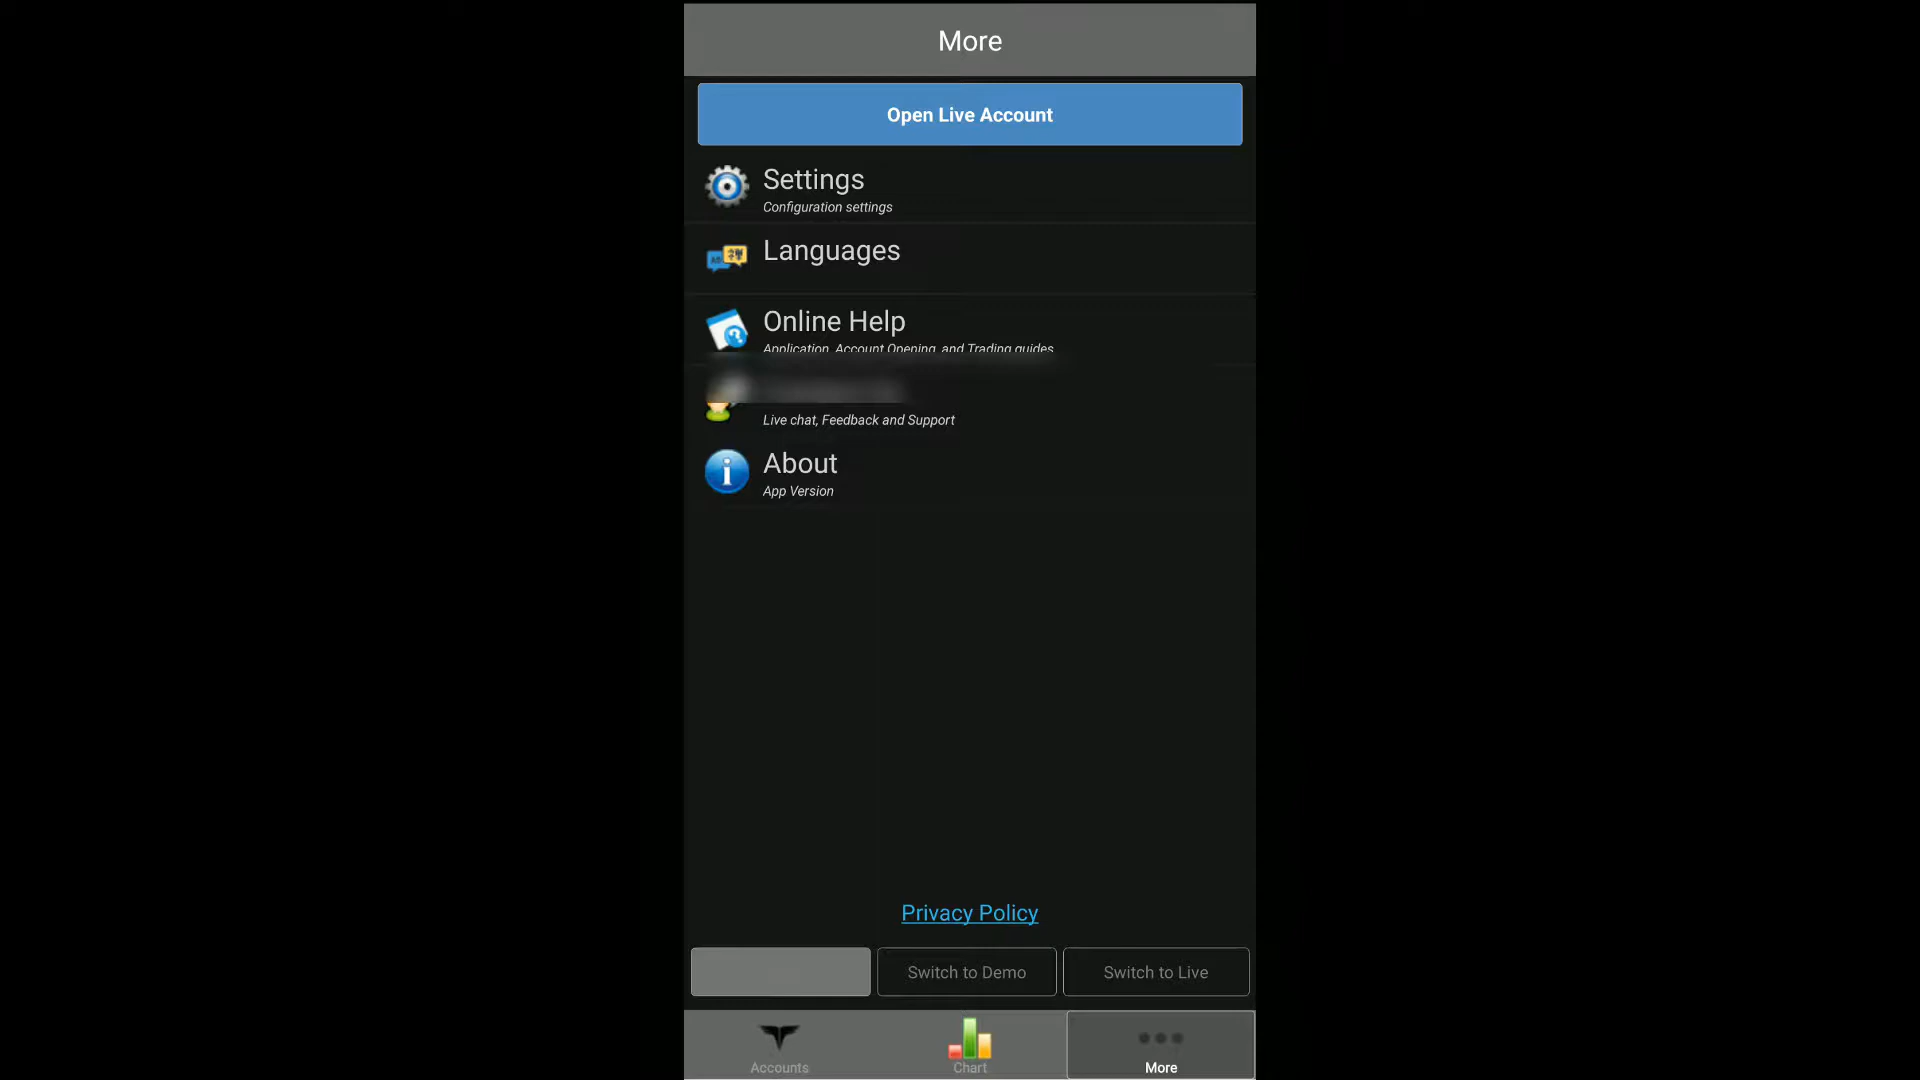 More
Open Live Account
Settings
Configuration settings
Languages
Online Help
Application, Account Opening, and Trading guides
Live chat, Feedback and Support
About
App Version
Privacy Policy
Switch to Demo
Switch to Live
Accounts
Chart
More